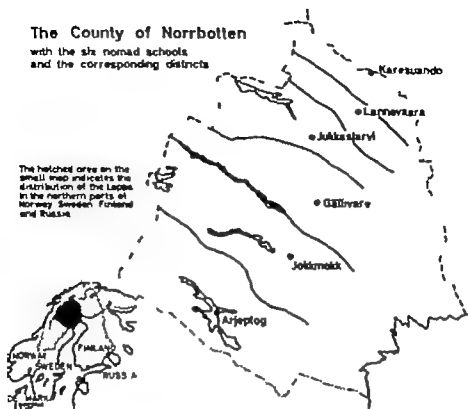 The County of Norrbotten
with the six nomad schools
and the corresponding districts
Karesuando
Lannavaara
Jukkasjarvi
The hatched area on the
small map indicates the
distribution of the Lapps
in the northern parts of
Norway Sweden Finland
and Russia
Gällivare
Jokkmokk
Arjeplog
NORWAY
FINLAND
SWEDEN
RUSSIA
DENMARK